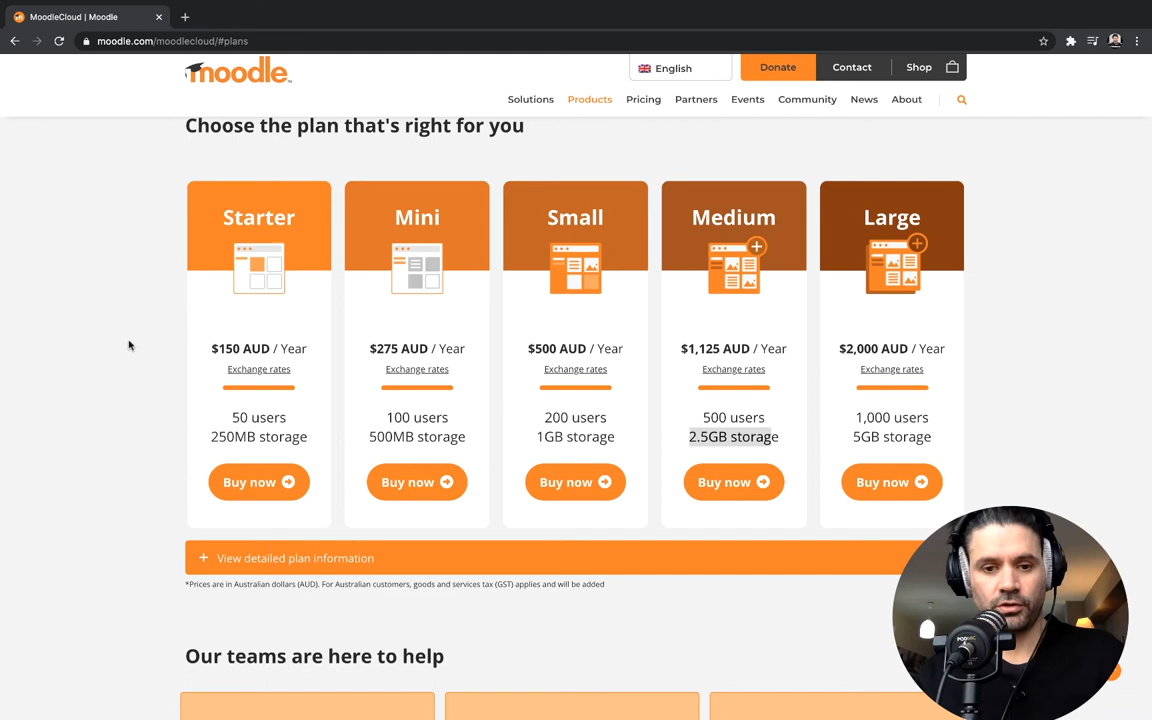 MoodleCloud | Moodle
moodle.com/moodlecloud/#plans
moodle
English
Donate
Contact
Shop
Solutions
Products
Pricing
Partners
Events
Community
News
About
Choose the plan that's right for you
Starter
$150 AUD / Year
Exchange rates
50 users
250MB storage
Buy now
Mini
$275 AUD / Year
Exchange rates
100 users
500MB storage
Buy now
Small
$500 AUD / Year
Exchange rates
200 users
1GB storage
Buy now
Medium
$1,125 AUD / Year
Exchange rates
500 users
2.5GB storage
Buy now
Large
$2,000 AUD / Year
Exchange rates
1,000 users
5GB storage
Buy now
+ View detailed plan information
*Prices are in Australian dollars (AUD). For Australian customers, goods and services tax (GST) applies and will be added
Our teams are here to help
PODMIC